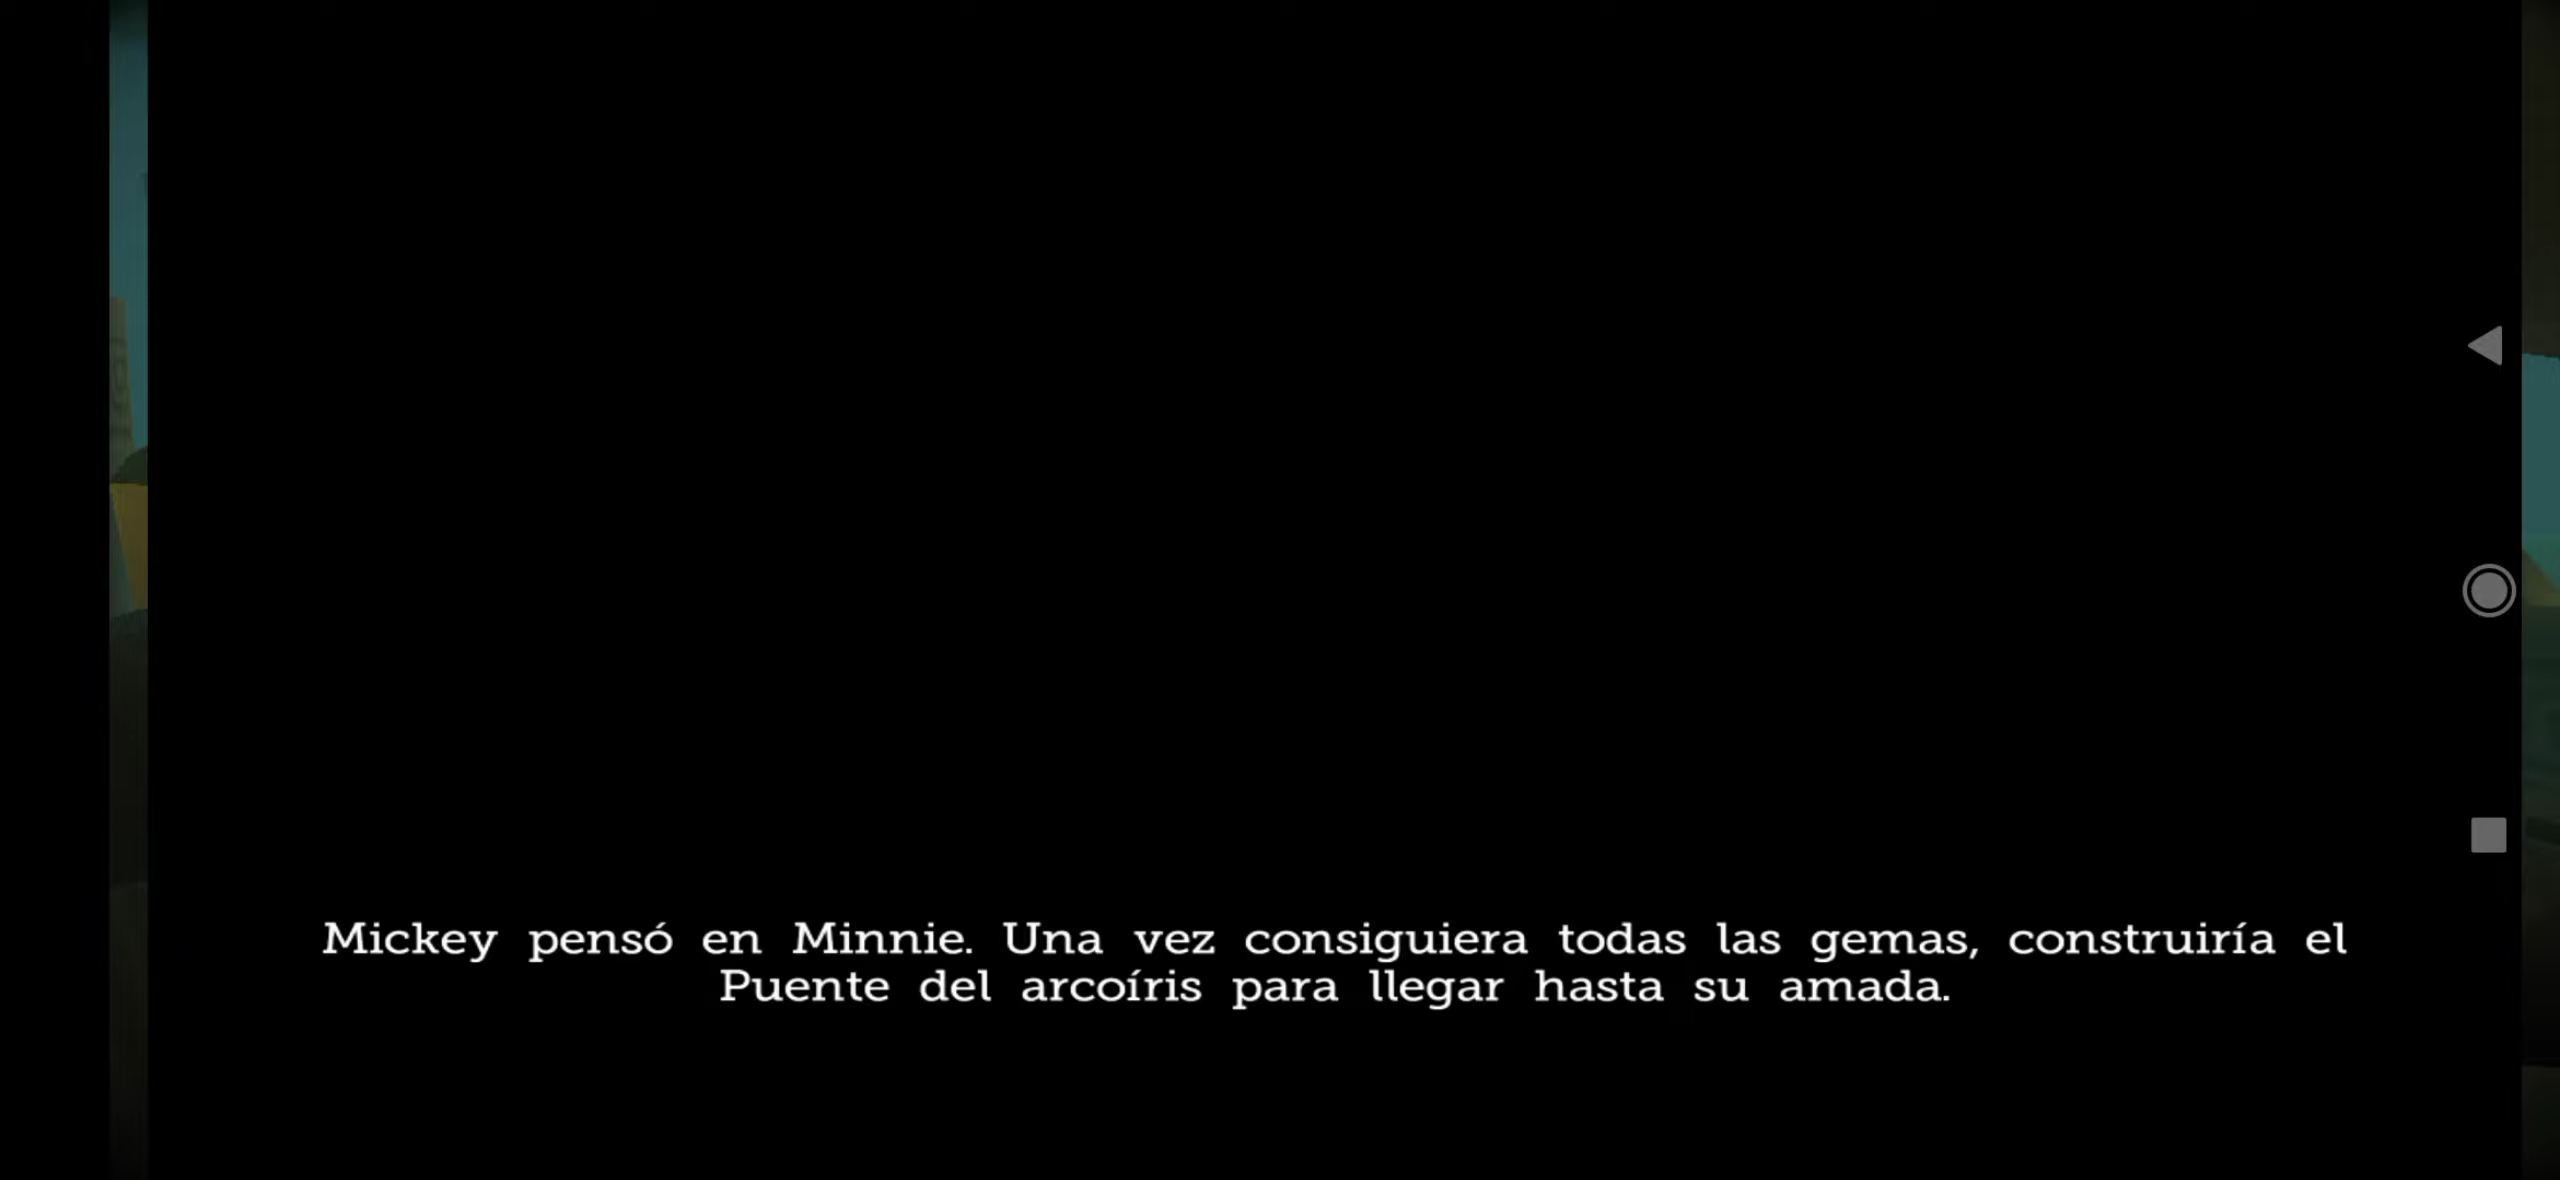 Mickey pensó en Minnie. Una vez consiguiera todas las gemas, construiría el
Puente del arcoíris para llegar hasta su amada.